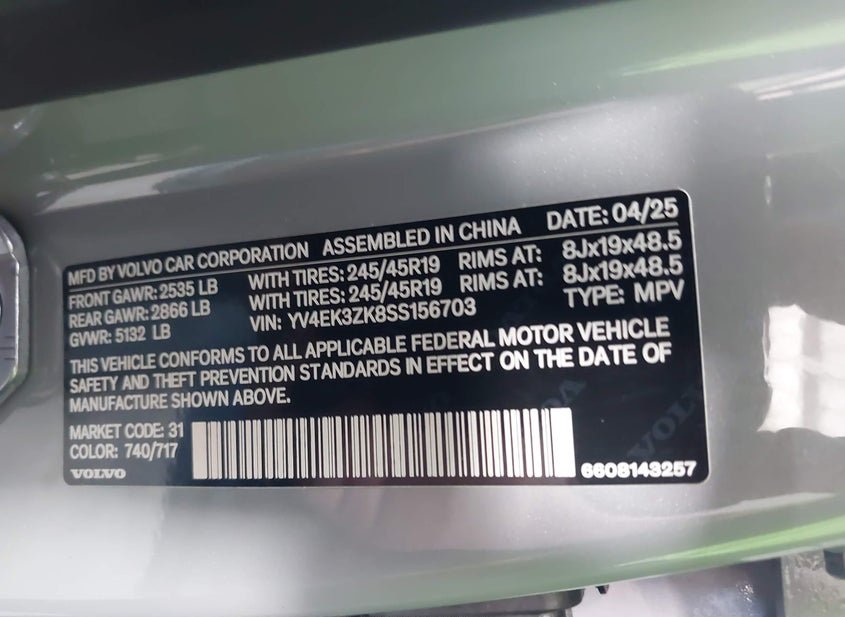 MFD BY VOLVO CAR CORPORATION ASSEMBLED IN CHINA DATE: 04/25
FRONT GAWR: 2535 LB WITH TIRES: 245/45R19 RIMS AT: 8Jx19x48.5
REAR GAWR: 2866 LB WITH TIRES: 245/45R19 RIMS AT: 8Jx19x48.5
GVWR: 5132 LB VIN: YV4EK3ZK8SS156703 TYPE: MPV
THIS VEHICLE CONFORMS TO ALL APPLICABLE FEDERAL MOTOR VEHICLE
SAFETY AND THEFT PREVENTION STANDARDS IN EFFECT ON THE DATE OF
MANUFACTURE SHOWN ABOVE.
MARKET CODE: 31
COLOR: 740/717
VOLVO
6608143257